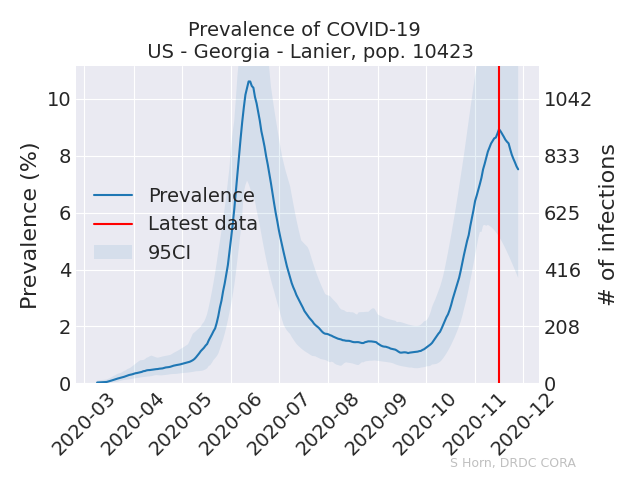 Prevalence of COVID-19
US - Georgia - Lanier, pop. 10423
Prevalence (%)
10
8
6
4
2
0
Prevalence
Latest data
95CI
1042
833
625
416
208
0
# of infections
2020-03
2020-04
2020-05
2020-06
2020-07
2020-08
2020-09
2020-10
2020-11
2020-12
S Horn, DRDC CORA